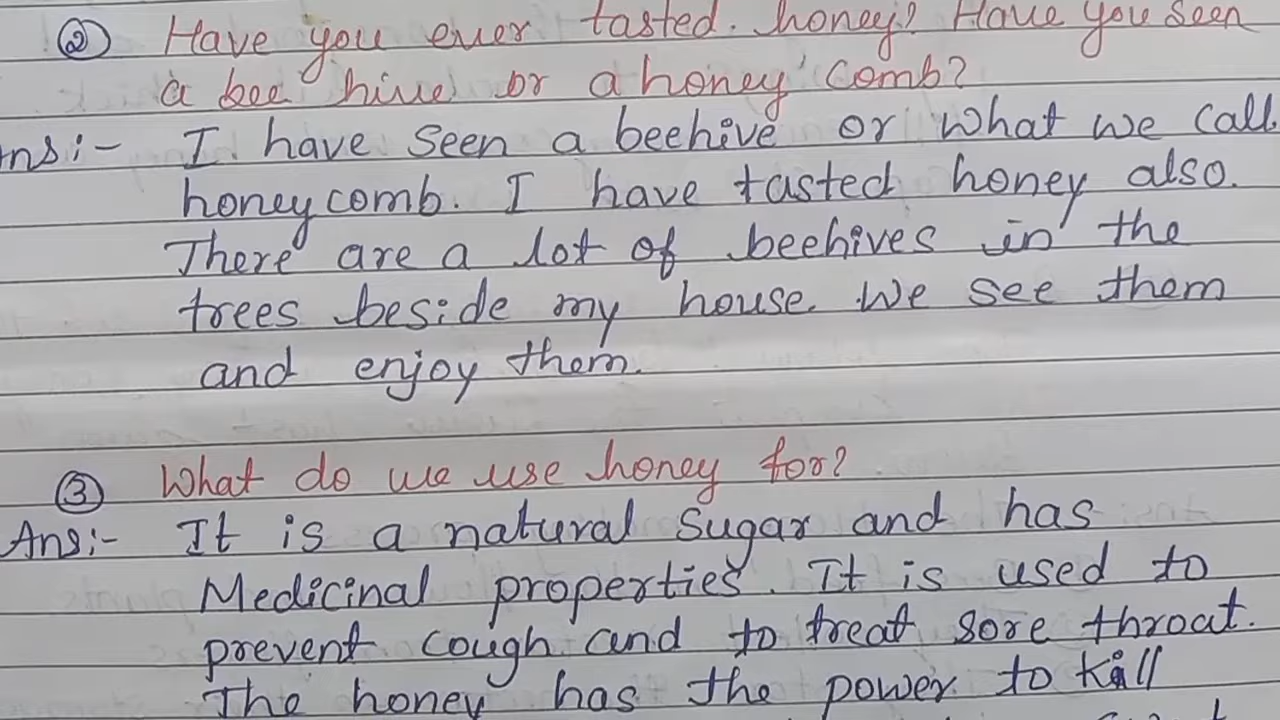 ② Have you ever tasted. honey? Have you seen
a bee hive or a honey comb?
Ans:- I have seen a beehive or what we call
honey comb. I have tasted honey also.
There are a lot of beehives in the
trees beside my house. We see them
and enjoy them.
③ What do we use honey for?
Ans:- It is a natural sugar and has
Medicinal properties. It is used to
prevent cough and to treat sore throat.
The honey has the power to kill